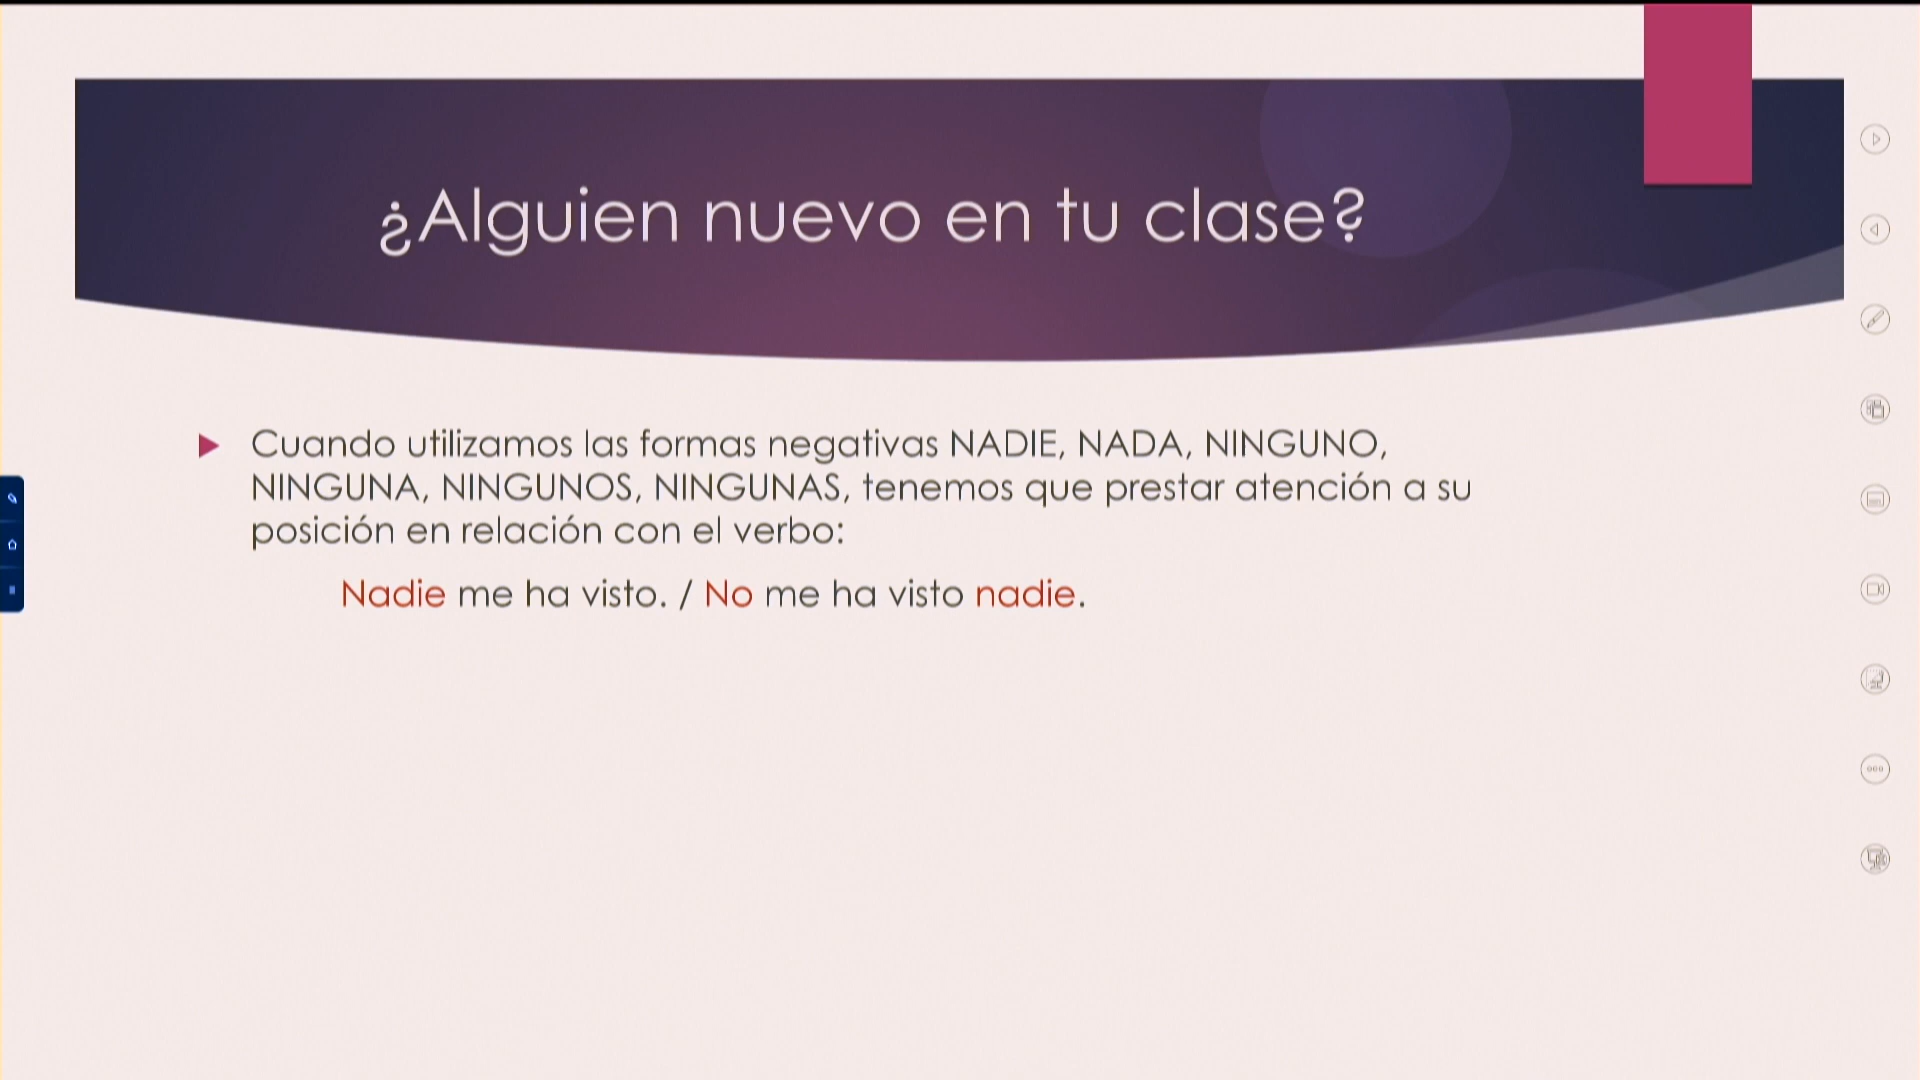 ¿Alguien nuevo en tu clase?
Cuando utilizamos las formas negativas NADIE, NADA, NINGUNO,
NINGUNA, NINGUNOS, NINGUNAS, tenemos que prestar atención a su
posición en relación con el verbo:
Nadie me ha visto. / No me ha visto nadie.